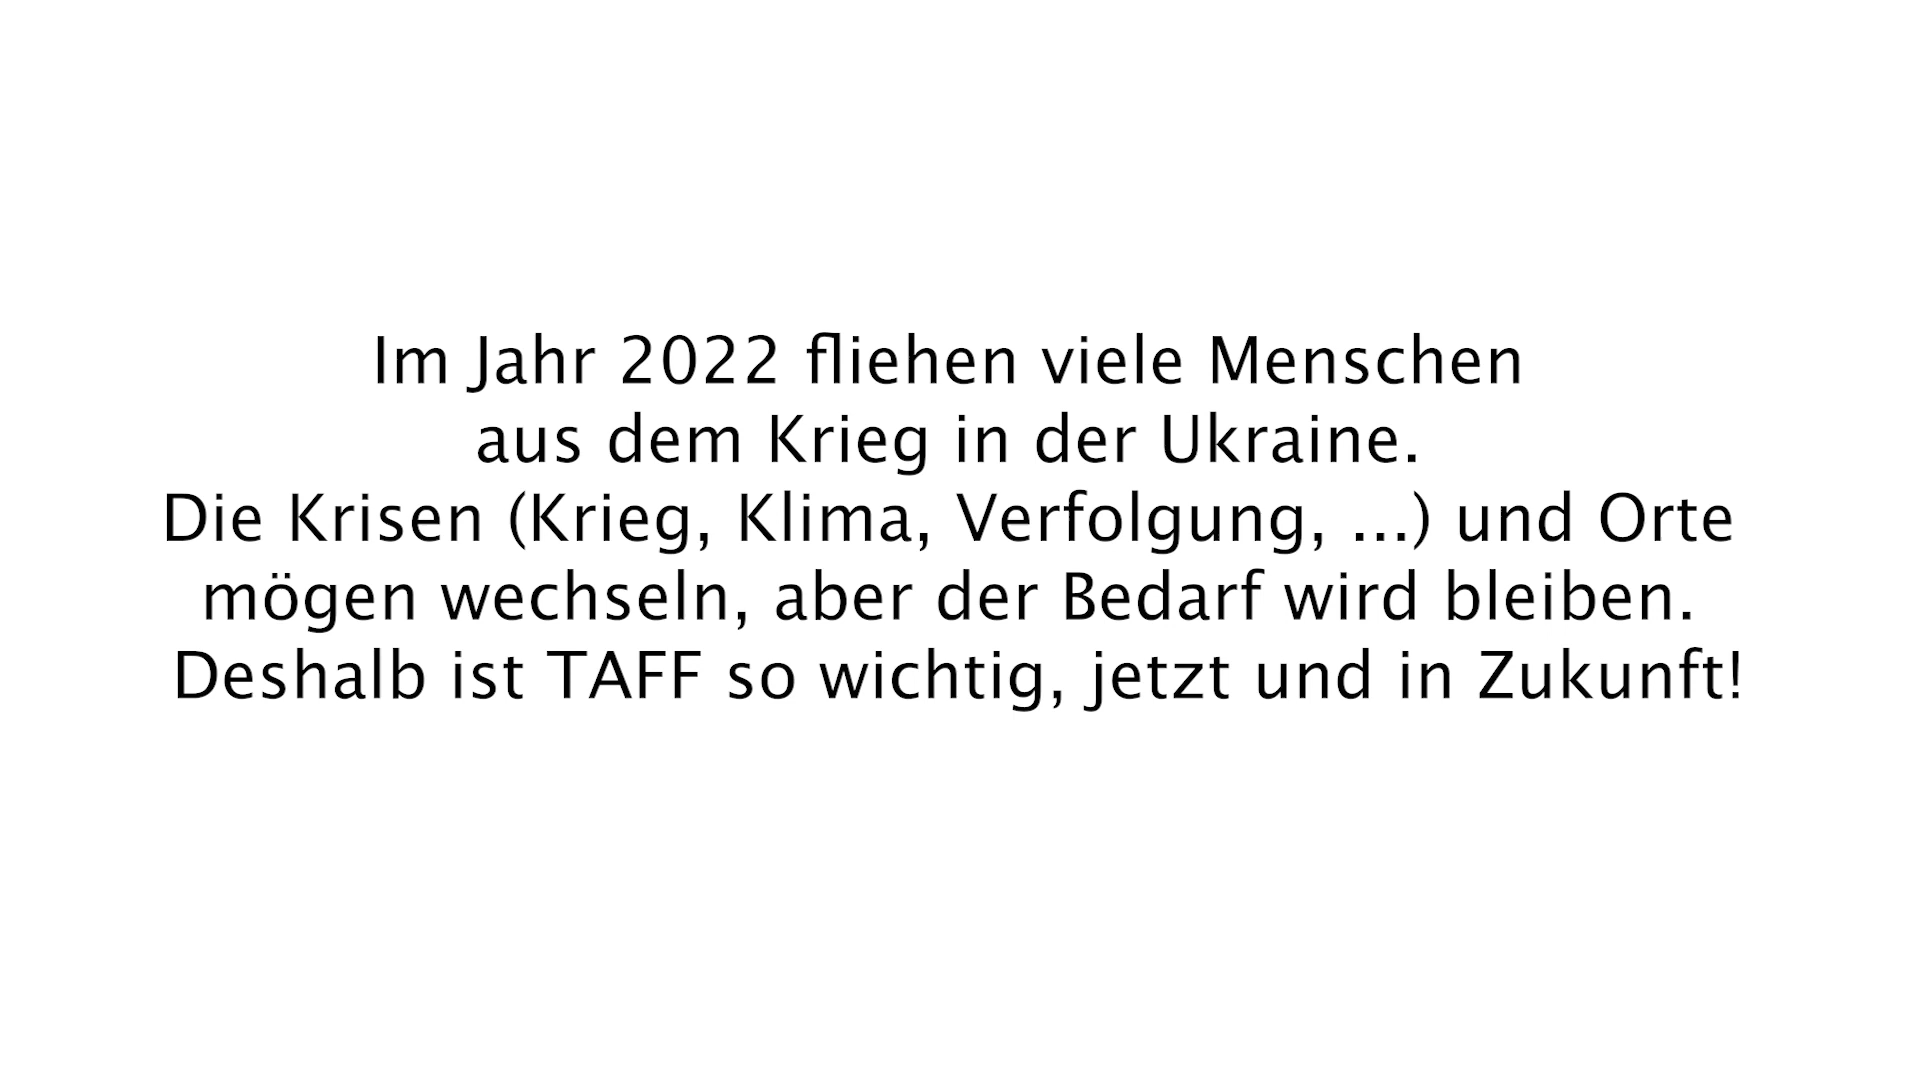 Im Jahr 2022 fliehen viele Menschen
aus dem Krieg in der Ukraine.
Die Krisen (Krieg, Klima, Verfolgung, ...) und Orte
mögen wechseln, aber der Bedarf wird bleiben.
Deshalb ist TAFF so wichtig, jetzt und in Zukunft!